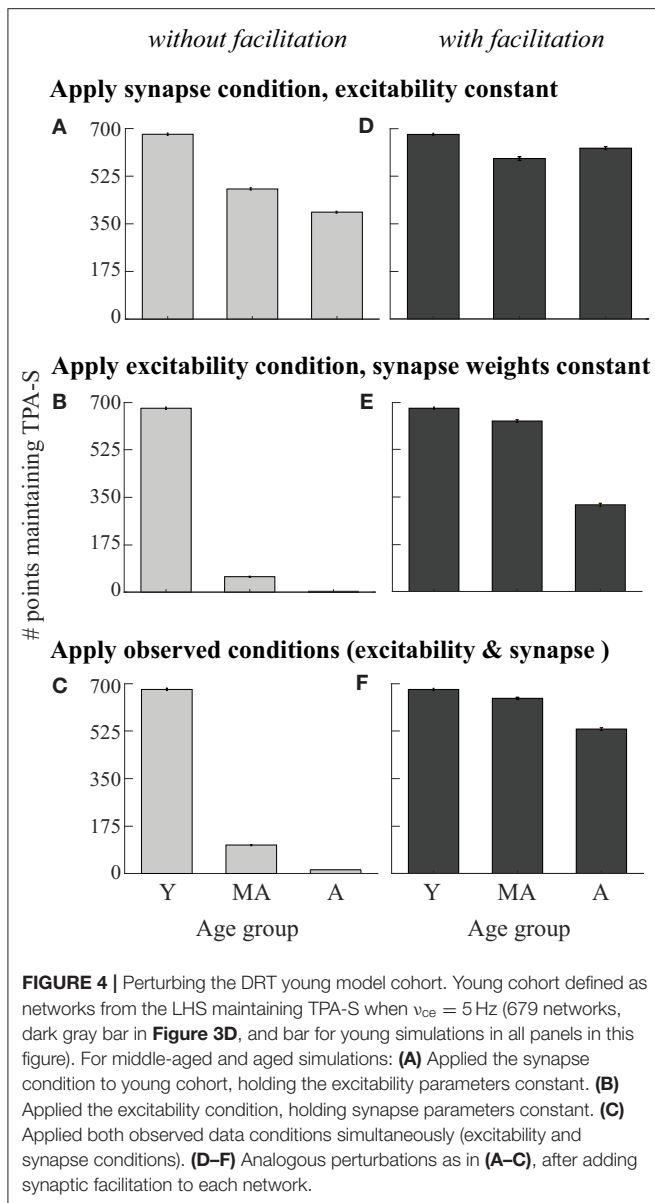 without facilitation
with facilitation
Apply synapse condition, excitability constant
A
D
700
525
350
175
0
Apply excitability condition, synapse weights constant
B
E
700
525
350
175
0
# points maintaining TPA-S
Apply observed conditions (excitability & synapse )
C
F
700
525
350
175
0
Y MA A
Y MA A
Age group
Age group
FIGURE 4 | Perturbing the DRT young model cohort. Young cohort defined as
networks from the LHS maintaining TPA-S when νce = 5 Hz (679 networks,
dark gray bar in Figure 3D, and bar for young simulations in all panels in this
figure). For middle-aged and aged simulations: (A) Applied the synapse
condition to young cohort, holding the excitability parameters constant. (B)
Applied the excitability condition, holding synapse parameters constant. (C)
Applied both observed data conditions simultaneously (excitability and
synapse conditions). (D–F) Analogous perturbations as in (A–C), after adding
synaptic facilitation to each network.